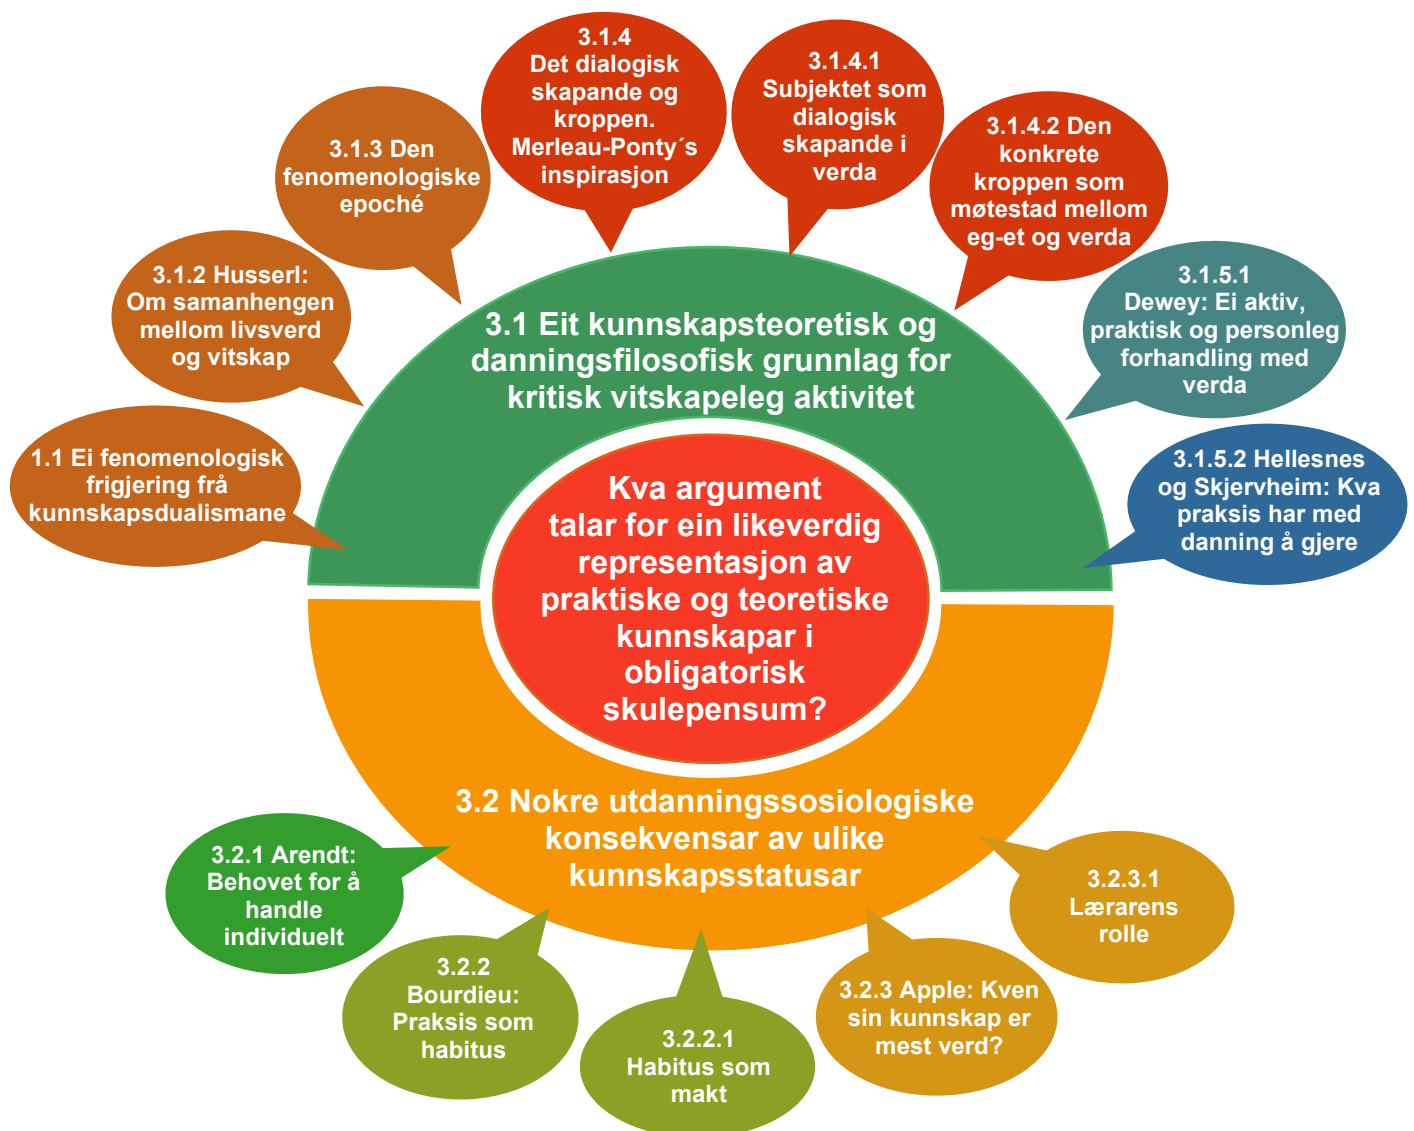 3.1.4
Det dialogisk
skapande og
kroppen.
Merleau-Ponty´s
inspirasjon
3.1.4.1
Subjektet som
dialogisk
skapande i
verda
3.1.4.2 Den
konkrete
kroppen som
møtestad mellom
eg-et og verda
3.1.3 Den
fenomenologiske
epoché
3.1.2 Husserl:
Om samanhengen
mellom livsverd
og vitskap
3.1.5.1
Dewey: Ei aktiv,
praktisk og personleg
forhandling med
verda
3.1 Eit kunnskapsteoretisk og
danningsfilosofisk grunnlag for
kritisk vitskapeleg aktivitet
1.1 Ei fenomenologisk
frigjering frå
kunnskapsdualismane
3.1.5.2 Hellesnes
og Skjervheim: Kva
praksis har med
danning å gjere
Kva argument
talar for ein likeverdig
representasjon av
praktiske og teoretiske
kunnskapar i
obligatorisk
skulepensum?
3.2 Nokre utdanningssosiologiske
konsekvensar av ulike
kunnskapsstatusar
3.2.1 Arendt:
Behovet for å
handle
individuelt
3.2.2
Bourdieu:
Praksis som
habitus
3.2.2.1
Habitus som
makt
3.2.3 Apple: Kven
sin kunnskap er
mest verd?
3.2.3.1
Lærarens
rolle